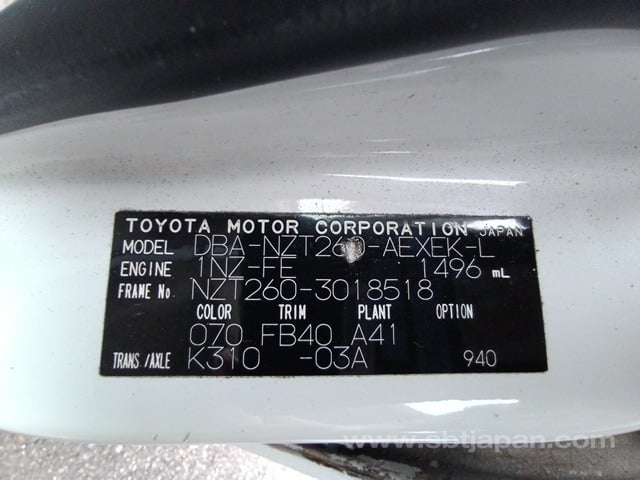 TOYOTA MOTOR CORPORATION JAPAN
MODEL DBA-NZT260-AEXEK-L
ENGINE 1NZ-FE 1496 mL
FRAME No NZT260-3018518
COLOR TRIM PLANT OPTION
070 FB40 A41
TRANS/AXLE K310 -03A 940
www.sbtjapan.com